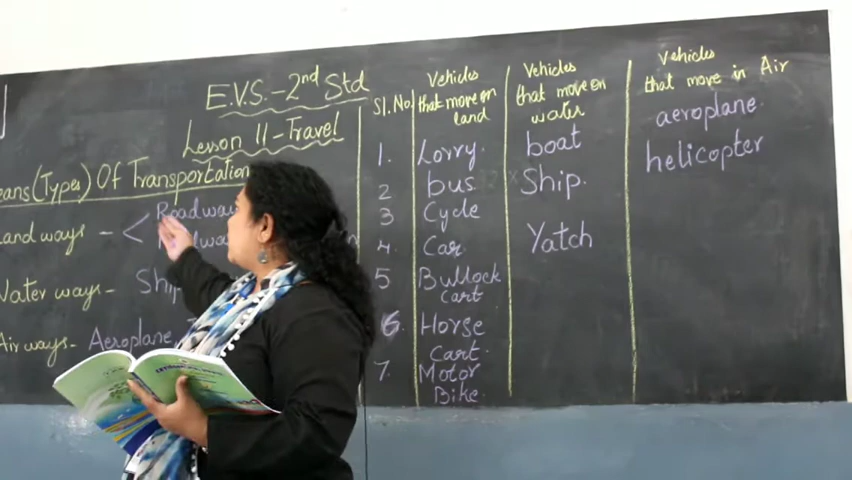 E.V.S.-2nd Std
Lesson 11-Travel
eans (Types) Of Transportation
Land ways - < Roadway
Water ways - Ship
Air ways - Aeroplane
Sl. No.
Vehicles
that move on
land
Vehicles
that move on
water
Vehicles
that move in Air
1. Lorry. boat aeroplane.
2 bus Ship. helicopter
3 Cycle
4. Car Yatch
5 Bullock
cart
6 Horse
cart.
7. Motor
Bike